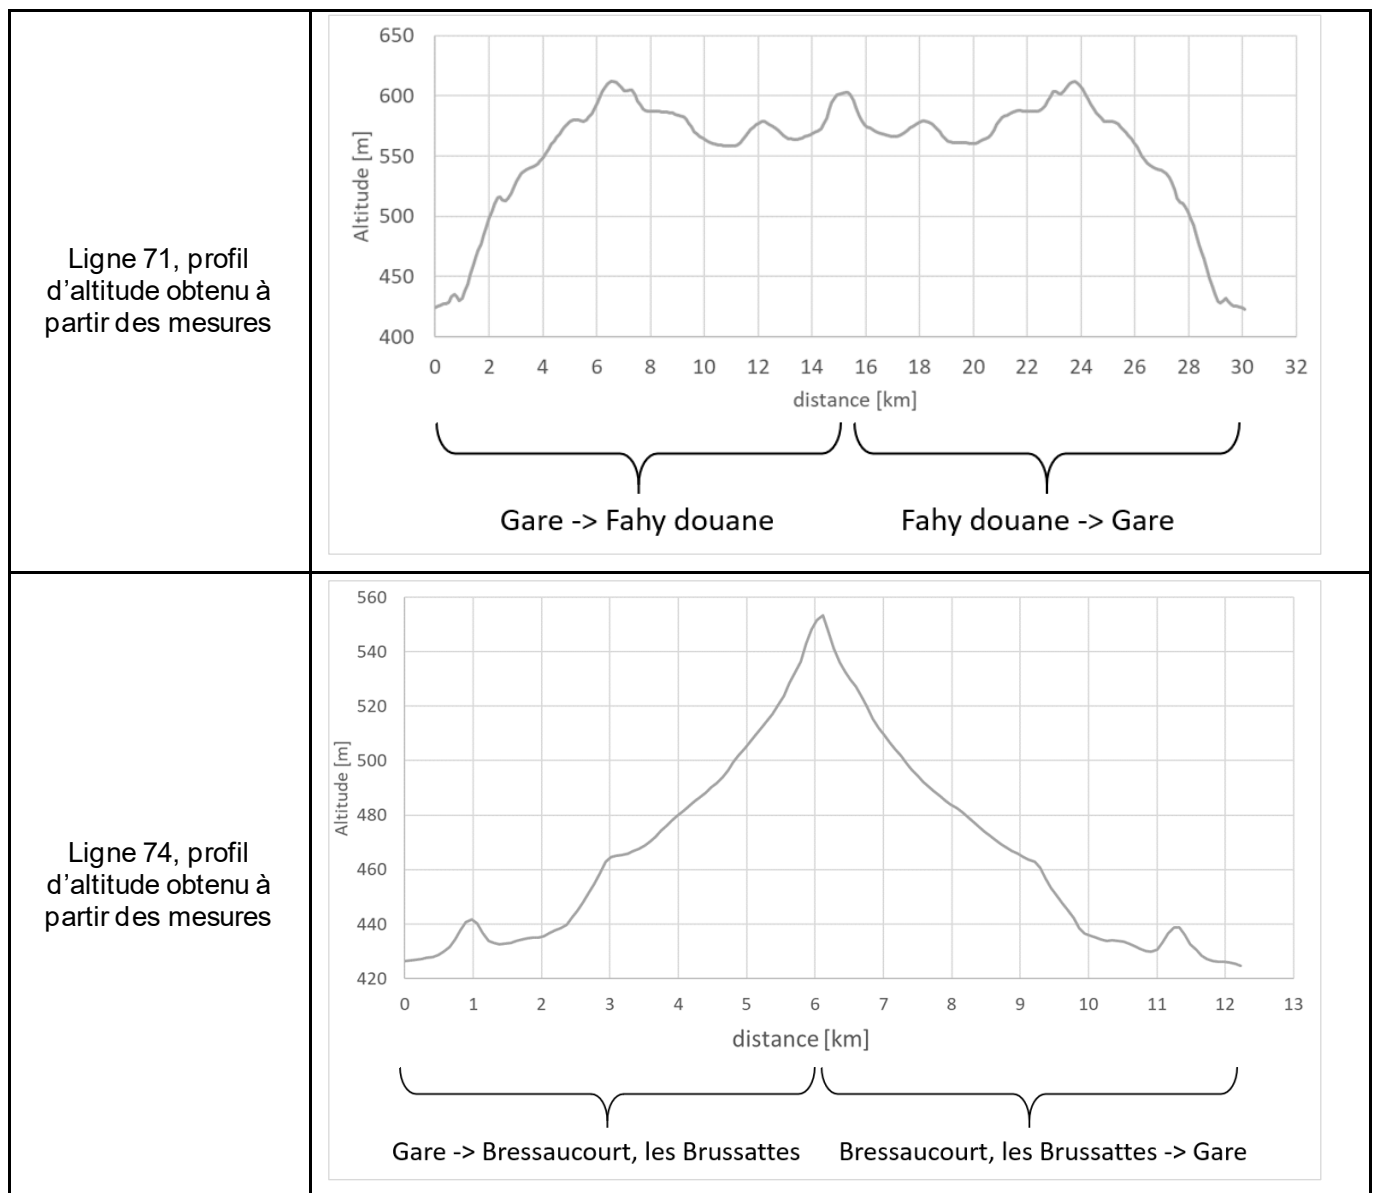 Ligne 71, profil
d'altitude obtenu à
partir des mesures
650
600
550
500
450
400
Altitude [m]
0 2 4 6 8 10 12 14 16 18 20 22 24 26 28 30 32
distance [km]
Gare -> Fahy douane
Fahy douane -> Gare
Ligne 74, profil
d'altitude obtenu à
partir des mesures
560
540
520
500
480
460
440
420
Altitude [m]
0 1 2 3 4 5 6 7 8 9 10 11 12 13
distance [km]
Gare -> Bressaucourt, les Brussattes
Bressaucourt, les Brussattes -> Gare